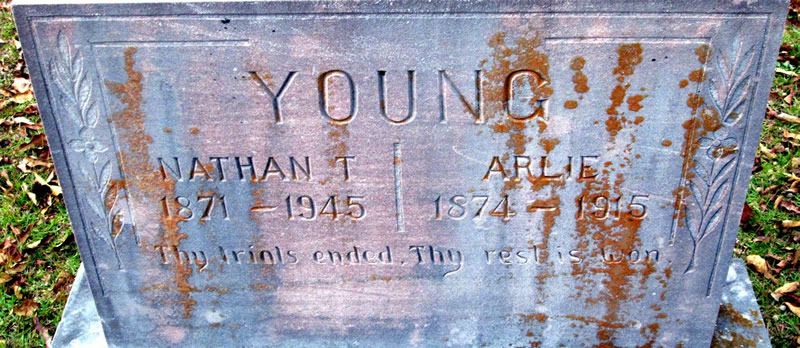 YOUNG
NATHAN T ARLIE
1871 - 1945 1874 - 1915
Thy trials ended, Thy rest is won